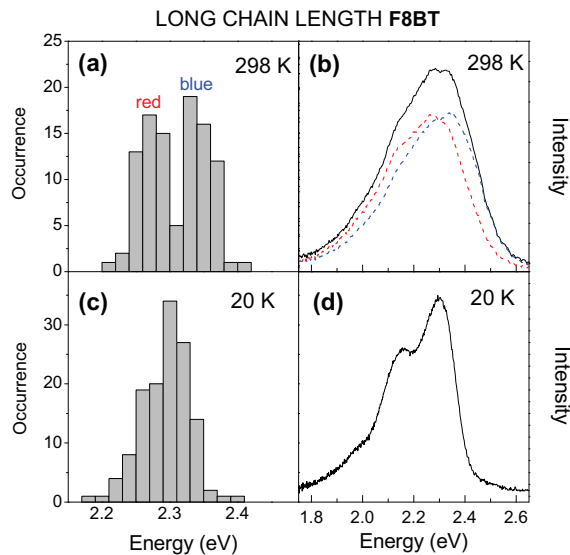 LONG CHAIN LENGTH F8BT
(a) 298 K
red blue
25
20
15
10
5
0
Occurrence
(b) 298 K
Intensity
(c) 20 K
30
20
10
0
Occurrence
2.2 2.3 2.4
Energy (eV)
(d) 20 K
Intensity
1.8 2.0 2.2 2.4 2.6
Energy (eV)